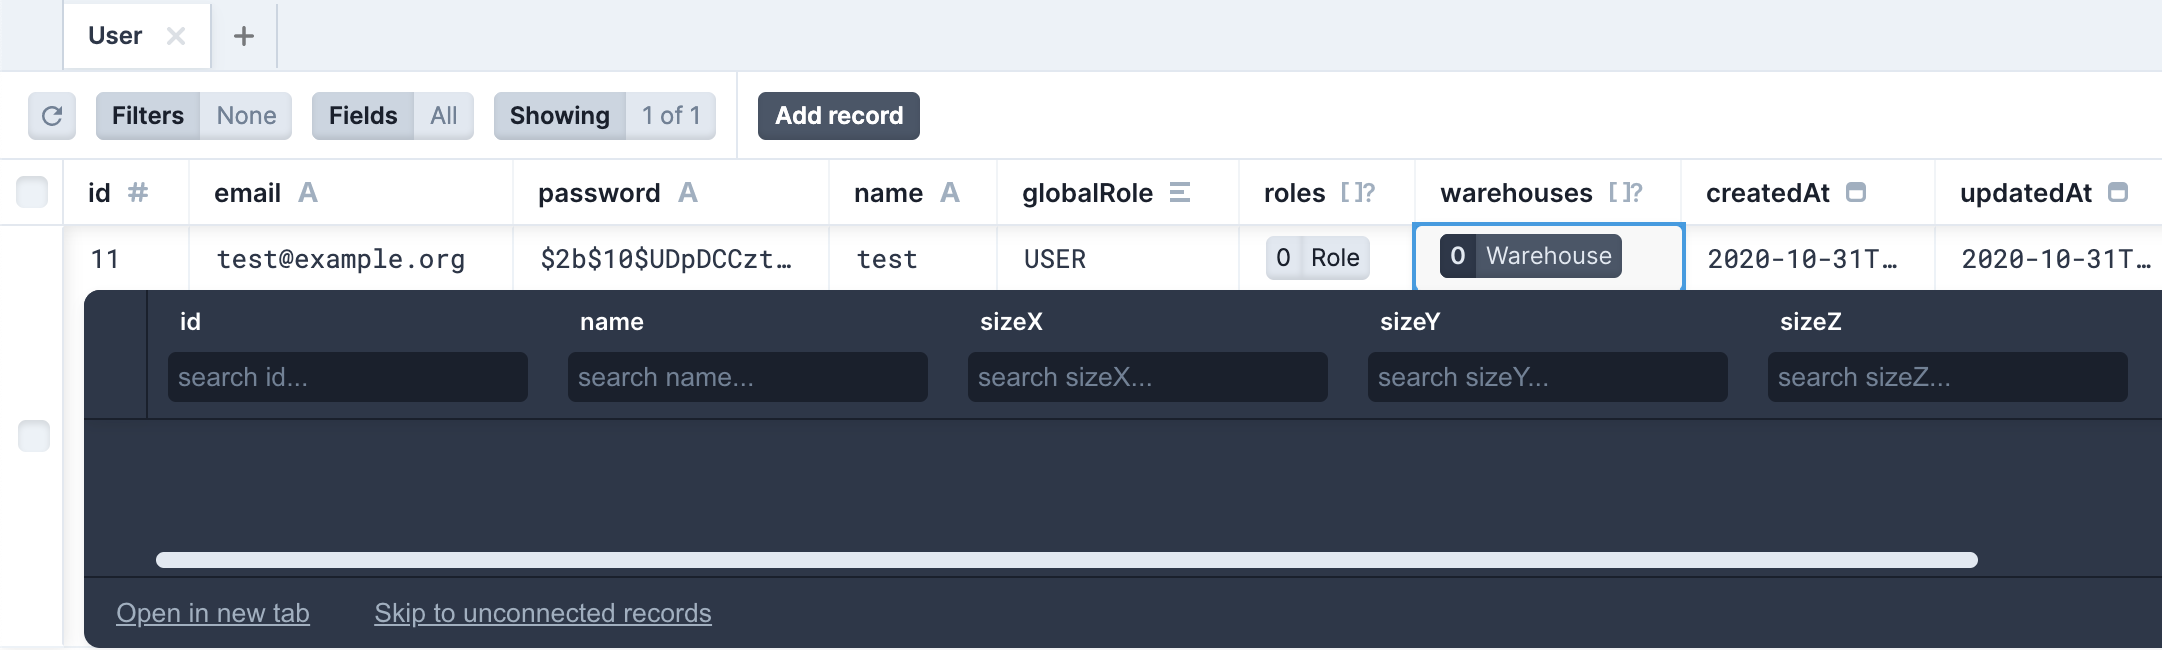 User
Filters None Fields All Showing 1 of 1 Add record
id # email A password A name A globalRole roles []? warehouses []? createdAt updatedAt
11 test@example.org $2b$10$UDpDCCzt… test USER 0 Role 0 Warehouse 2020-10-31T… 2020-10-31T…
id name sizeX sizeY sizeZ
search id... search name... search sizeX... search sizeY... search sizeZ...
Open in new tab Skip to unconnected records